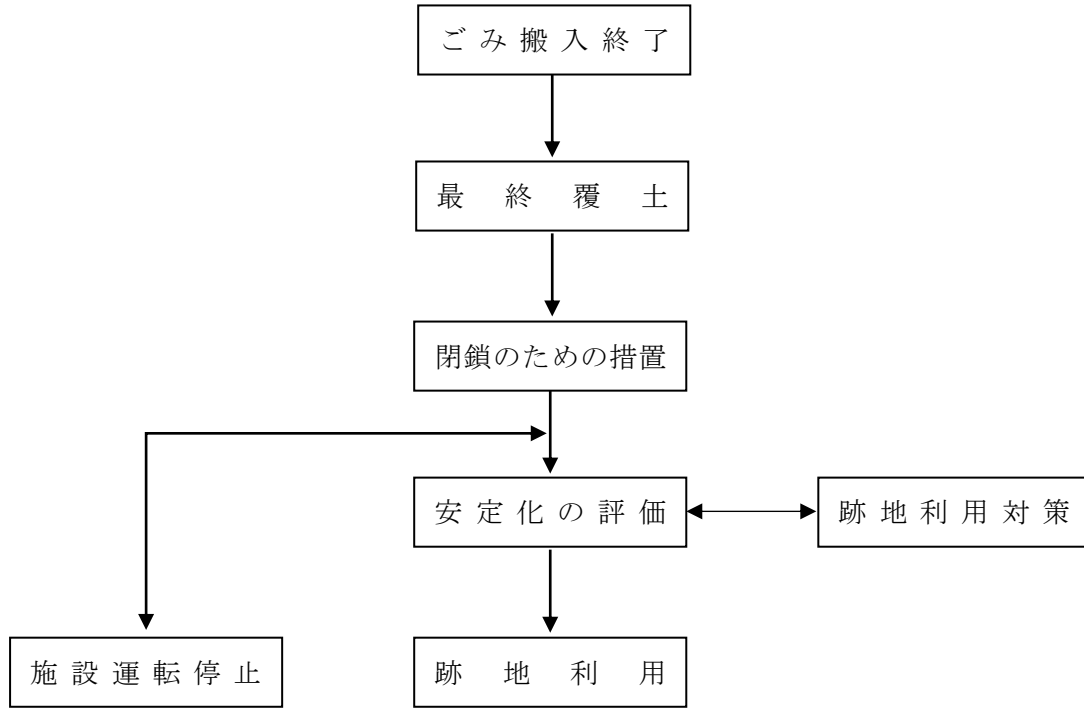 ごみ搬入終了
最終覆土
閉鎖のための措置
安定化の評価
跡地利用対策
施設運転停止
跡地利用